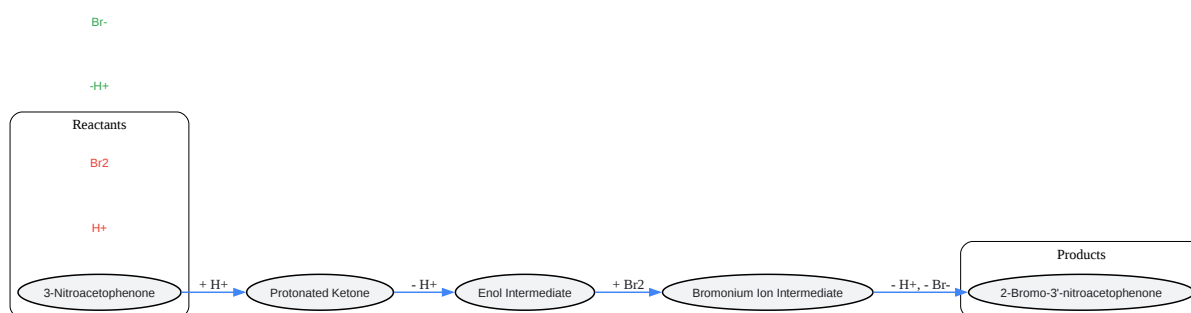 Br-
-H+
Reactants
Br2
H+
Products
3-Nitroacetophenone
+ H+
Protonated Ketone
- H+
Enol Intermediate
+ Br2
Bromonium Ion Intermediate
- H+, - Br-
2-Bromo-3'-nitroacetophenone